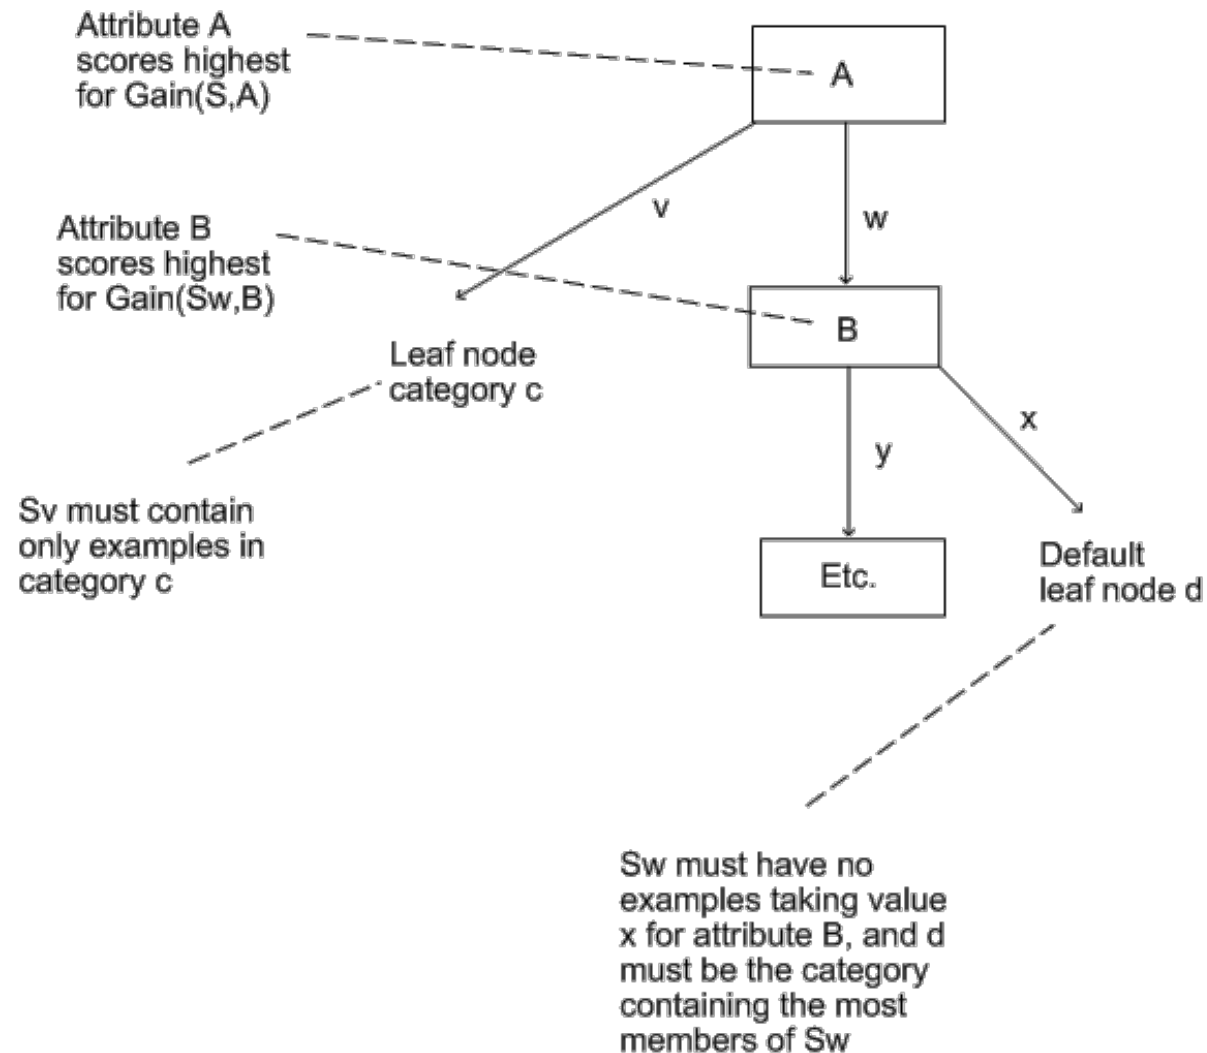 Attribute A
scores highest
for Gain(S,A)
A
v
w
Attribute B
scores highest
for Gain(Sw,B)
B
Leaf node
category c
x
y
Sv must contain
only examples in
category c
Etc.
Default
leaf node d
Sw must have no
examples taking value
x for attribute B, and d
must be the category
containing the most
members of Sw